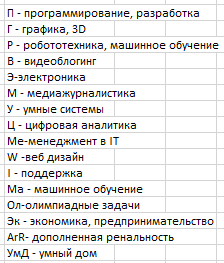 П - программирование, разработка
Г - графика, 3D
Р - робототехника, машинное обучение
В - видеоблогинг
Э-электроника
М - медиажурналистика
У - умные системы
Ц - цифровая аналитика
Ме-менеджмент в IT
W -веб дизайн
I - поддержка
Ма - машинное обучение
Ол-олимпиадные задачи
Эк - экономика, предпринимательство
ArR- дополненная ренальность
УмД - умный дом